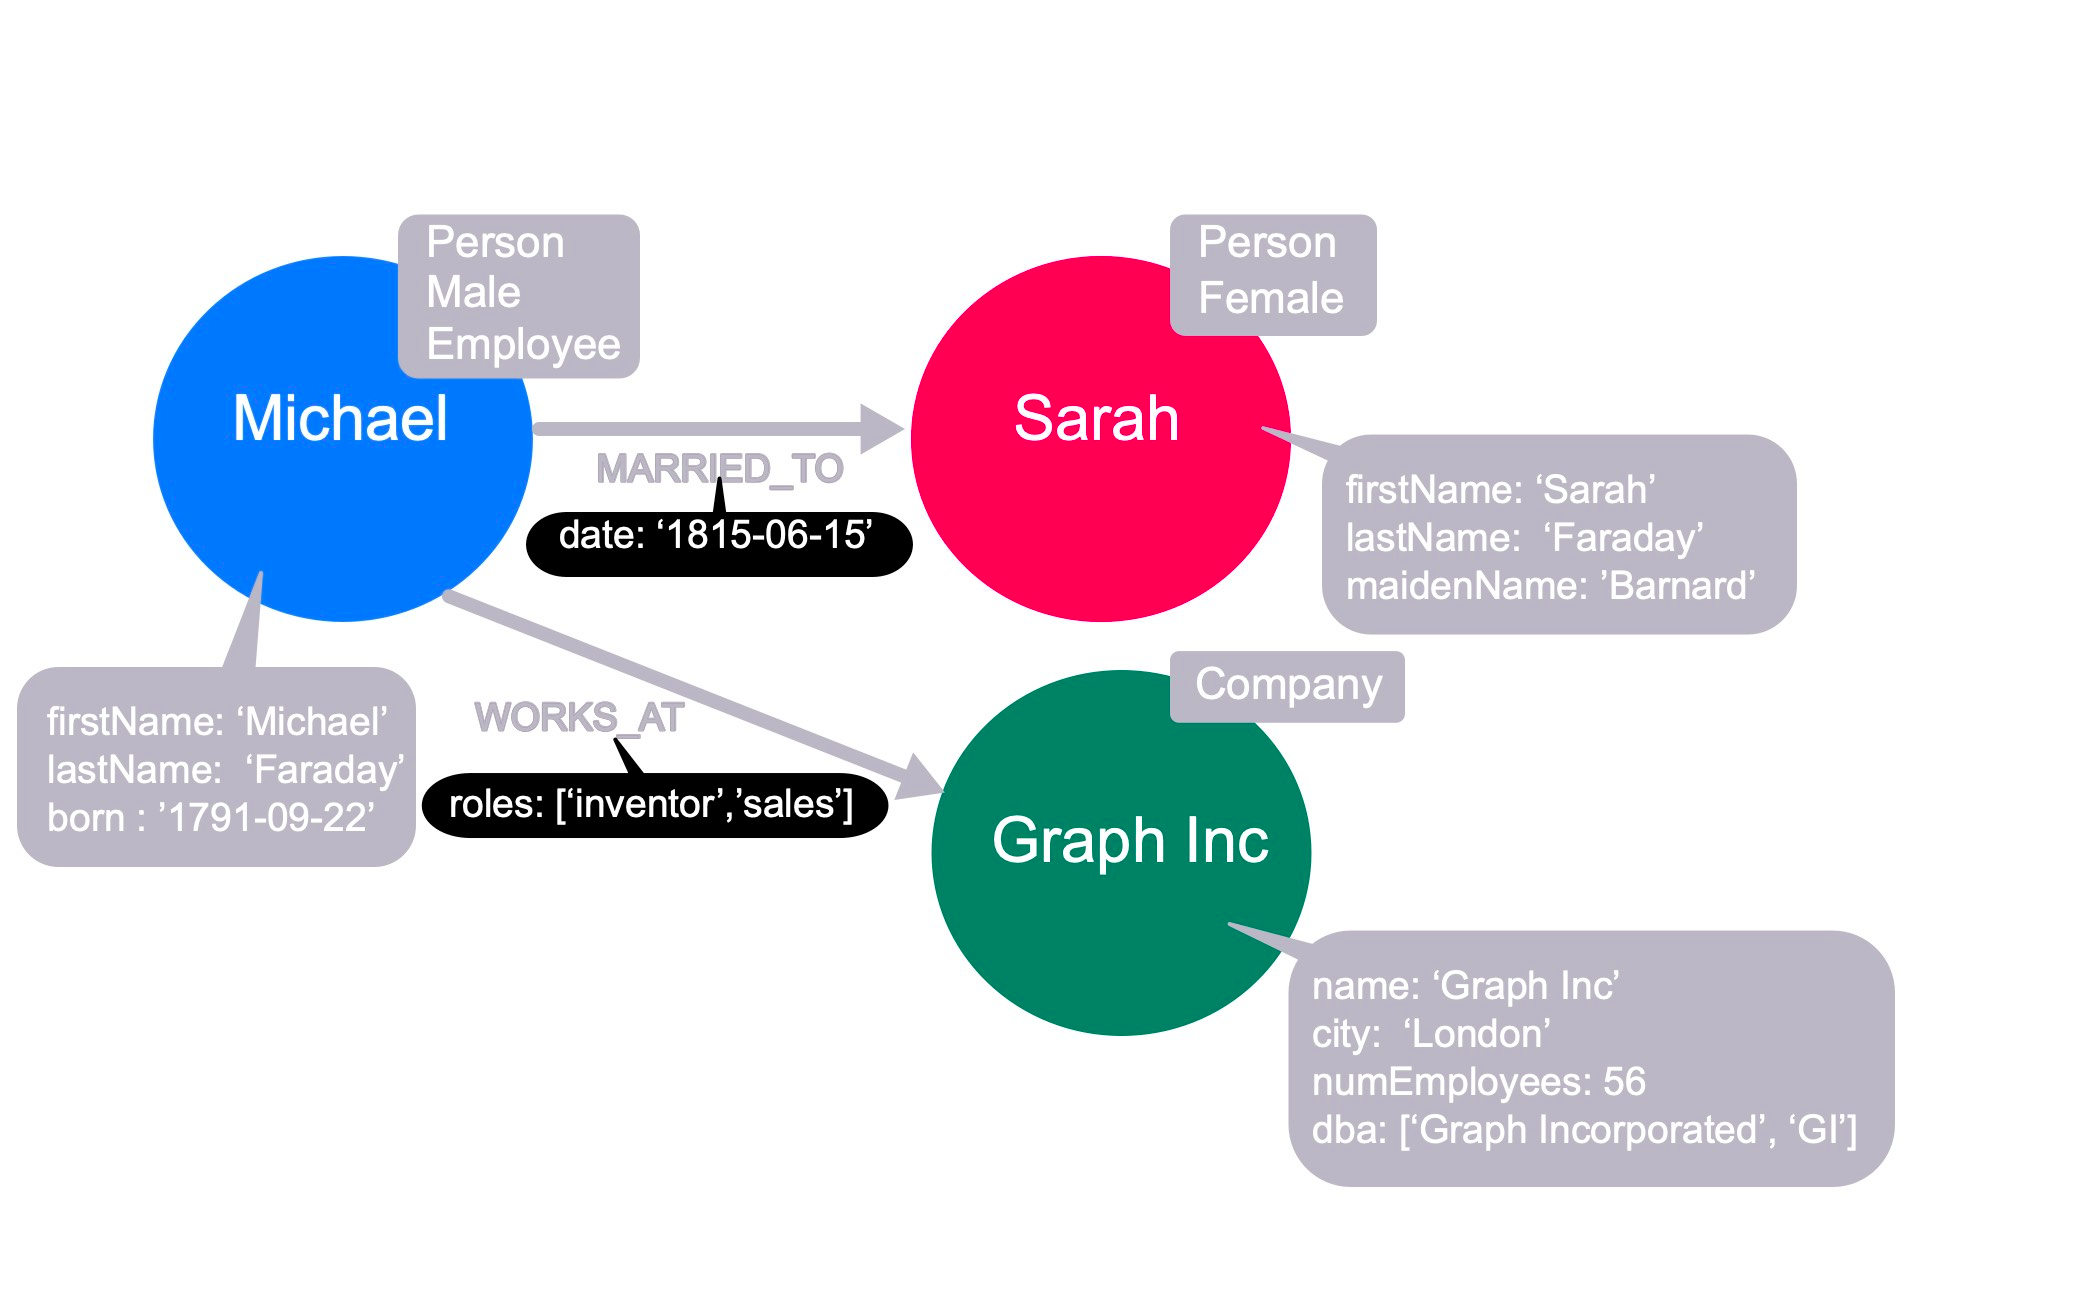 Person
Male
Employee
Michael
Person
Female
Sarah
MARRIED_TO
date: ‘1815-06-15’
firstName: ‘Sarah’
lastName:  ‘Faraday’
maidenName: ’Barnard’
firstName: ‘Michael’
lastName:  ‘Faraday’
born : ’1791-09-22’
WORKS_AT
roles: [‘inventor’,’sales’]
Company
Graph Inc
name: ‘Graph Inc’
city:  ‘London’
numEmployees: 56
dba: [‘Graph Incorporated’, ‘GI’]